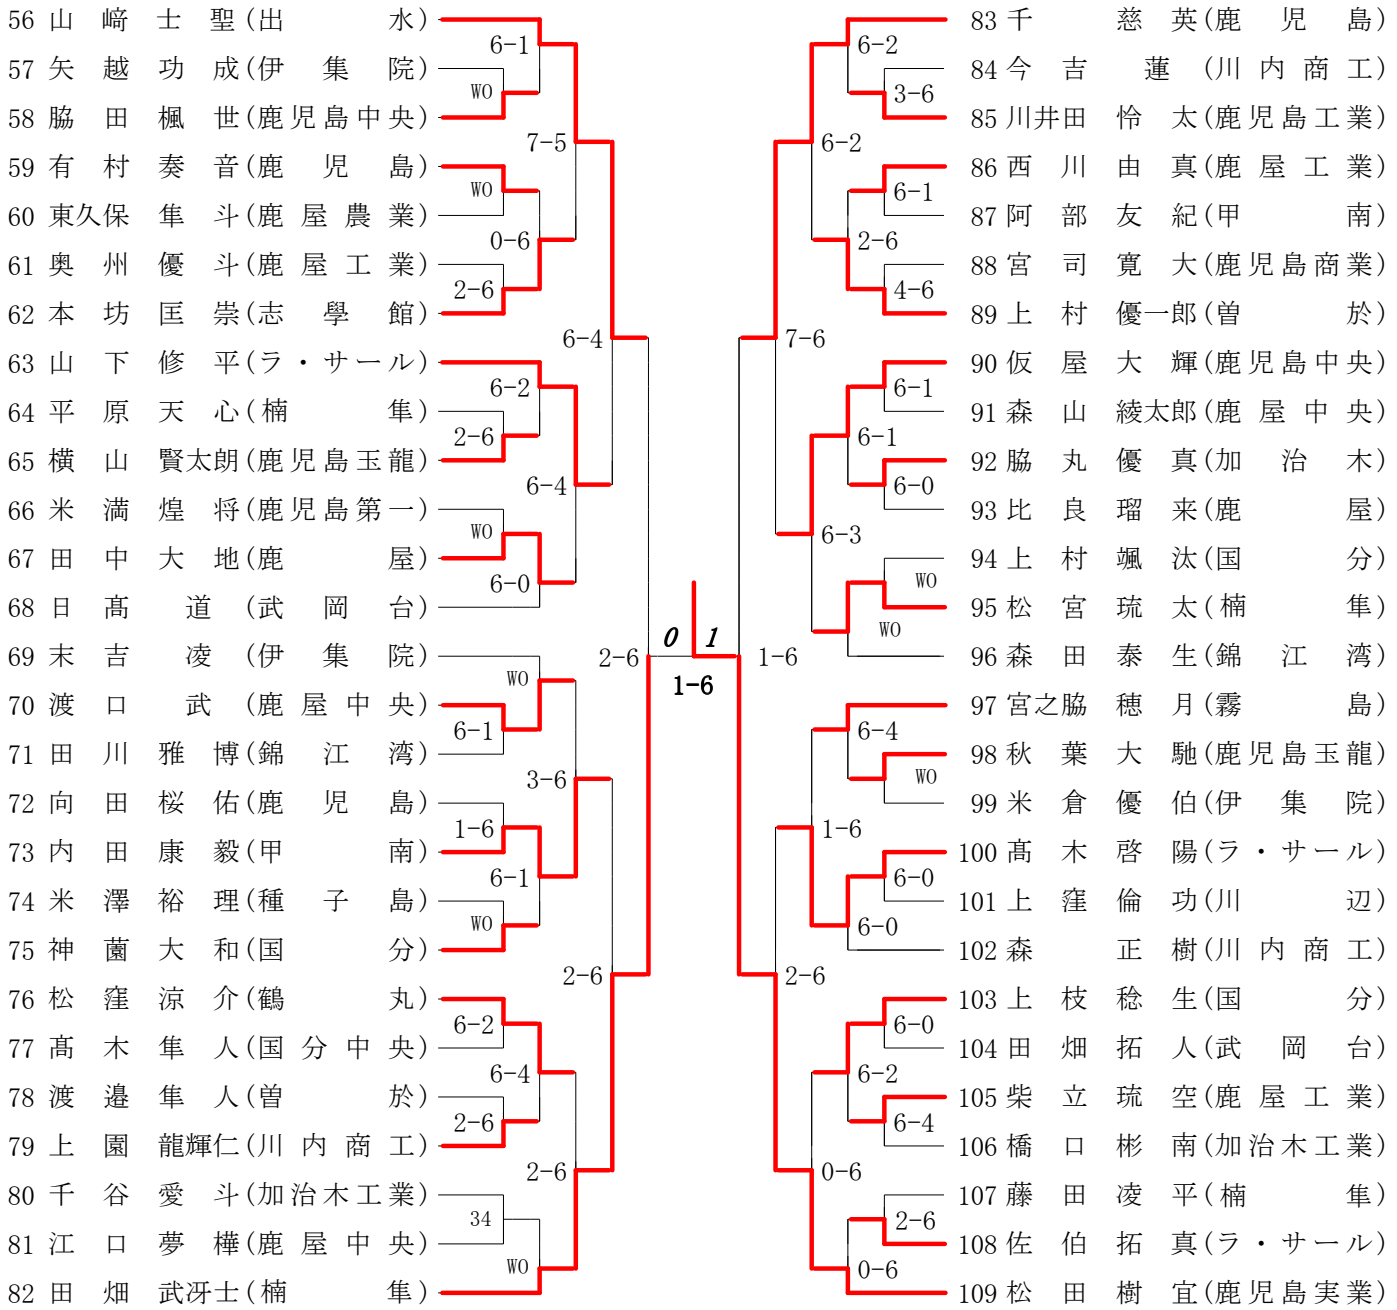 56 山﨑士聖(出水)
57 矢越功成(伊集院)
58 脇田楓世(鹿児島中央)
59 有村奏音(鹿児島)
60 東久保隼斗(鹿屋農業)
61 奥州優斗(鹿屋工業)
62 本坊匡崇(志學館)
63 山下修平(ラ・サール)
64 平原天心(楠隼)
65 横山賢太朗(鹿児島玉龍)
66 米満煌将(鹿児島第一)
67 田中大地(鹿屋)
68 日髙道(武岡台)
69 末吉凌(伊集院)
70 渡口武(鹿屋中央)
71 田川雅博(錦江湾)
72 向田桜佑(鹿児島)
73 内田康毅(甲南)
74 米澤裕理(種子島)
75 神薗大和(国分)
76 松窪涼介(鶴丸)
77 髙木隼人(国分中央)
78 渡邉隼人(曽於)
79 上園龍輝仁(川内商工)
80 千谷愛斗(加治木工業)
81 江口夢樺(鹿屋中央)
82 田畑武冴士(楠隼)
6-1
WO
7-5
WO
0-6
2-6
6-4
6-2
2-6
6-4
WO
6-0
2-6
WO
6-1
3-6
1-6
6-1
WO
2-6
6-2
6-4
2-6
2-6
34
WO
0 1
1-6
6-2
3-6
6-2
6-1
2-6
4-6
7-6
6-1
6-1
6-0
6-3
WO
WO
1-6
6-4
WO
1-6
6-0
6-0
2-6
6-0
6-2
6-4
0-6
2-6
0-6
83 千慈英(鹿児島)
84 今吉蓮(川内商工)
85 川井田怜太(鹿児島工業)
86 西川由真(鹿屋工業)
87 阿部友紀(甲南)
88 宮司寛大(鹿児島商業)
89 上村優一郎(曽於)
90 仮屋大輝(鹿児島中央)
91 森山綾太郎(鹿屋中央)
92 脇丸優真(加治木)
93 比良瑠来(鹿屋)
94 上村颯汰(国分)
95 松宮琉太(楠隼)
96 森田泰生(錦江湾)
97 宮之脇穂月(霧島)
98 秋葉大馳(鹿児島玉龍)
99 米倉優伯(伊集院)
100 髙木啓陽(ラ・サール)
101 上窪倫功(川辺)
102 森正樹(川内商工)
103 上枝稔生(国分)
104 田畑拓人(武岡台)
105 柴立琉空(鹿屋工業)
106 橋口彬南(加治木工業)
107 藤田凌平(楠隼)
108 佐伯拓真(ラ・サール)
109 松田樹宜(鹿児島実業)